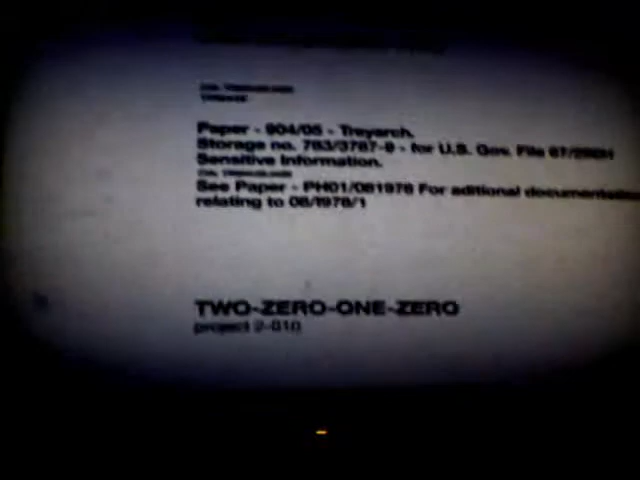 Paper - 904/05 - Treyarch.
Storage no. 783/3787-9 - for U.S. Gov. File
Sensitive Information.
See Paper - PH01/081978 For aditional documentation
relating to 08/1978/1
TWO-ZERO-ONE-ZERO
project 2-010